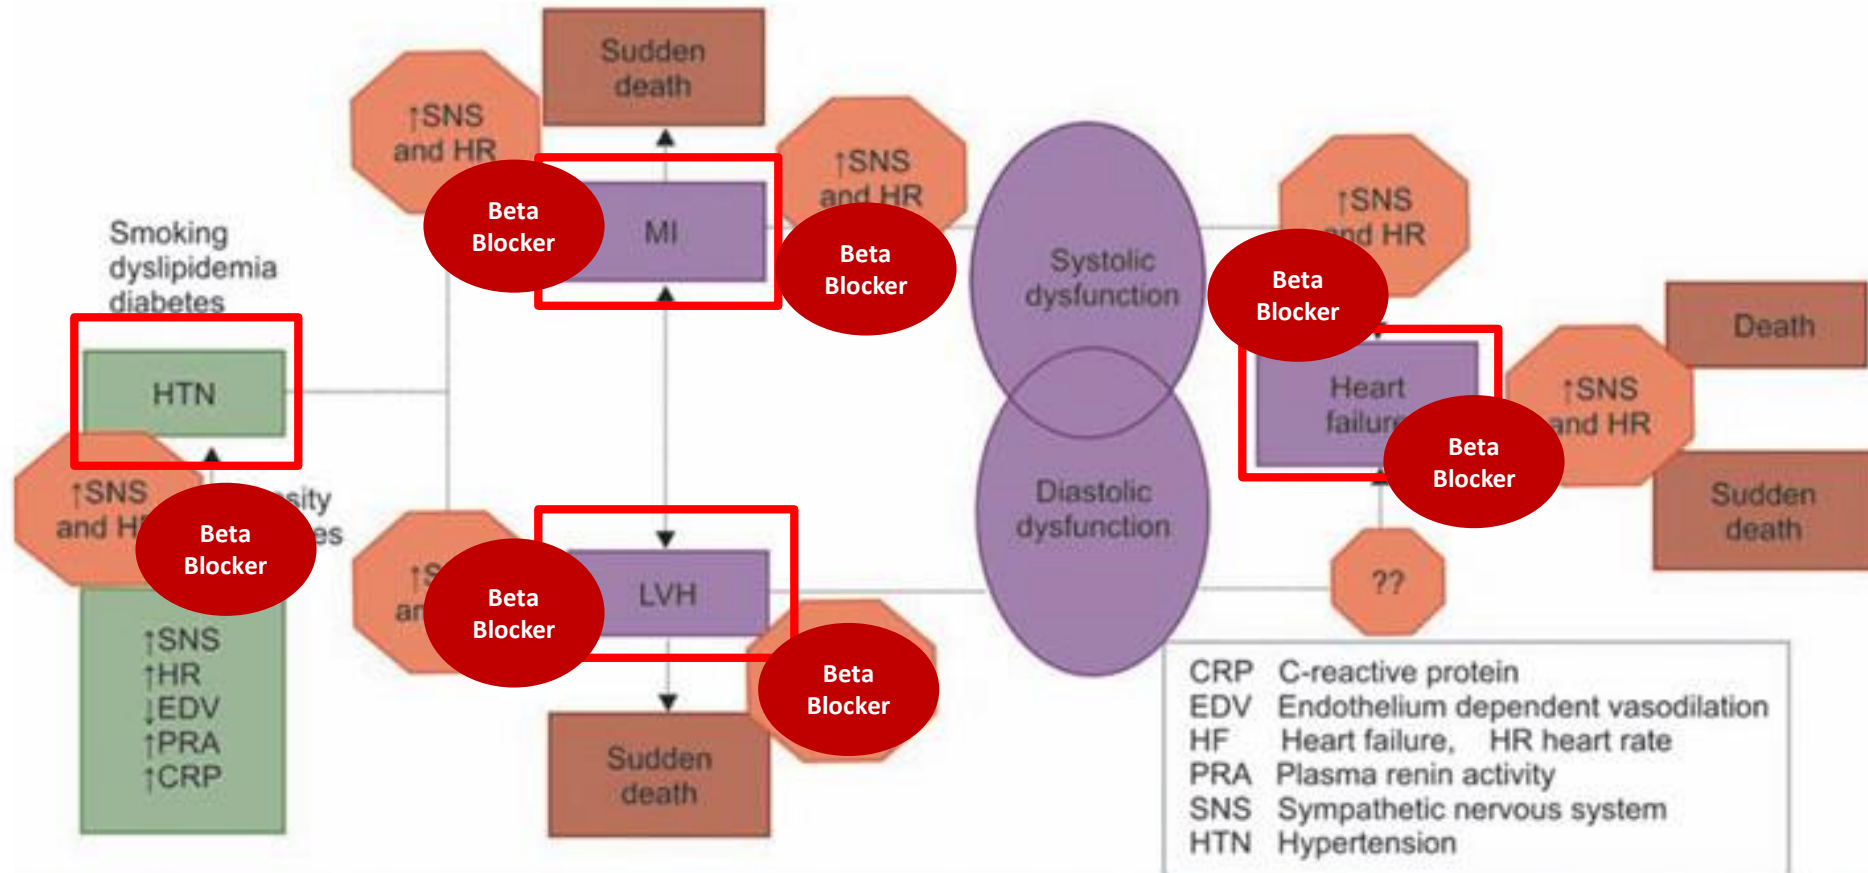 Sudden
death
↑SNS
and HR
↑SNS
and HR
↑SNS
and HR
Beta
Blocker
MI
Beta
Blocker
Smoking
dyslipidemia
diabetes
Systolic
dysfunction
Beta
Blocker
HTN
Heart
failure
Death
↑SNS
and HR
Beta
Blocker
↑SNS
and
Beta
Blocker
Diastolic
dysfunction
Sudden
death
Beta
Blocker
LVH
??
↑SNS
↑HR
↓EDV
↑PRA
↑CRP
Beta
Blocker
Sudden
death
CRP C-reactive protein
EDV Endothelium dependent vasodilation
HF Heart failure, HR heart rate
PRA Plasma renin activity
SNS Sympathetic nervous system
HTN Hypertension